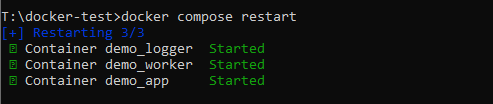 T:\docker-test>docker compose restart
[+] Restarting 3/3
Container demo_logger Started
Container demo_worker Started
Container demo_app Started